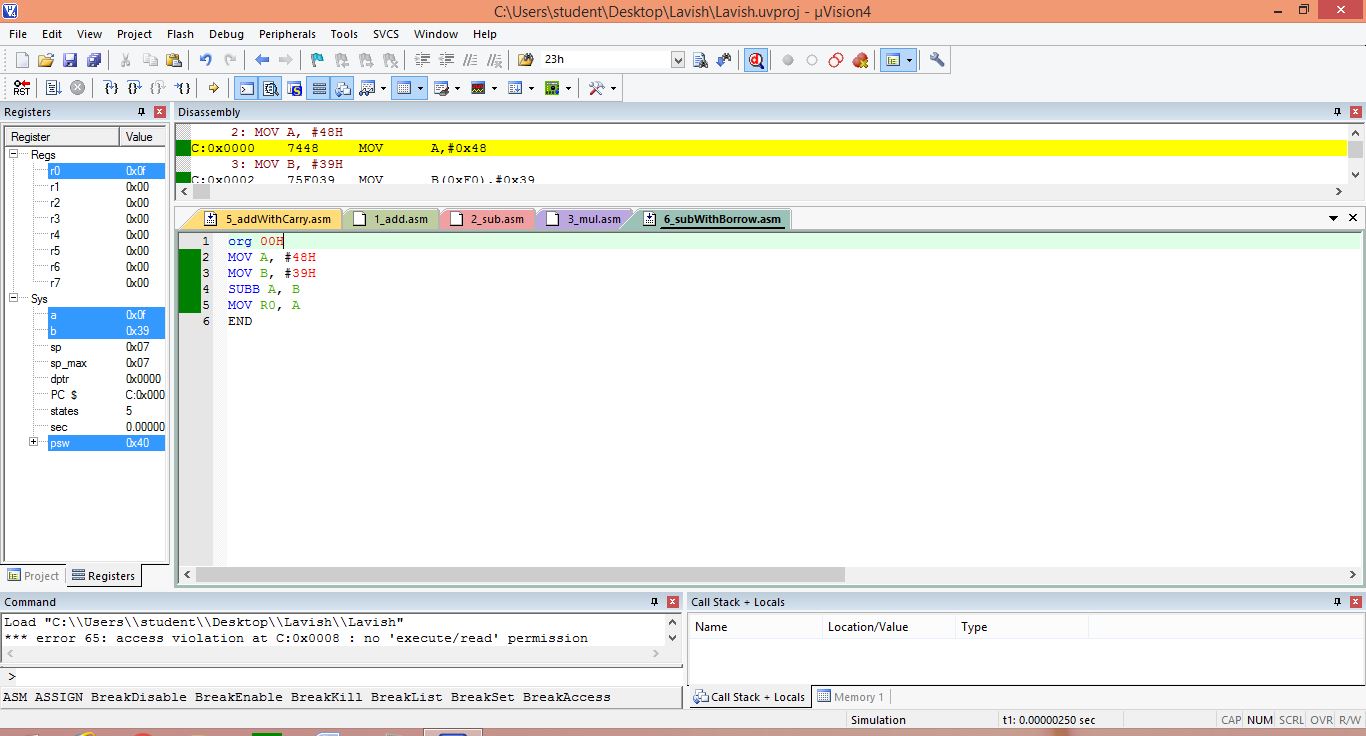 C:\Users\student\Desktop\Lavish\Lavish.uvproj - µVision4
File Edit View Project Flash Debug Peripherals Tools SVCS Window Help
23h
RST
Registers
Register Value
Regs
r0 0x0f
r1 0x00
r2 0x00
r3 0x00
r4 0x00
r5 0x00
r6 0x00
r7 0x00
Sys
a 0x0f
b 0x39
sp 0x07
sp_max 0x07
dptr 0x0000
PC $ C:0x000
states 5
sec 0.00000
psw 0x40
Project Registers
Disassembly
2: MOV A, #48H
C:0x0000 7448 MOV A,#0x48
3: MOV B, #39H
C:0x0002 75F039 MOV B(0xF0),#0x39
5_addWithCarry.asm 1_add.asm 2_sub.asm 3_mul.asm 6_subWithBorrow.asm
1 org 00H
2 MOV A, #48H
3 MOV B, #39H
4 SUBB A, B
5 MOV R0, A
6 END
Command
Load "C:\\Users\\student\\Desktop\\Lavish\\Lavish"
*** error 65: access violation at C:0x0008 : no 'execute/read' permission
>
ASM ASSIGN BreakDisable BreakEnable BreakKill BreakList BreakSet BreakAccess
Call Stack + Locals
Name Location/Value Type
Call Stack + Locals Memory 1
Simulation t1: 0.00000250 sec CAP NUM SCRL OVR R/W